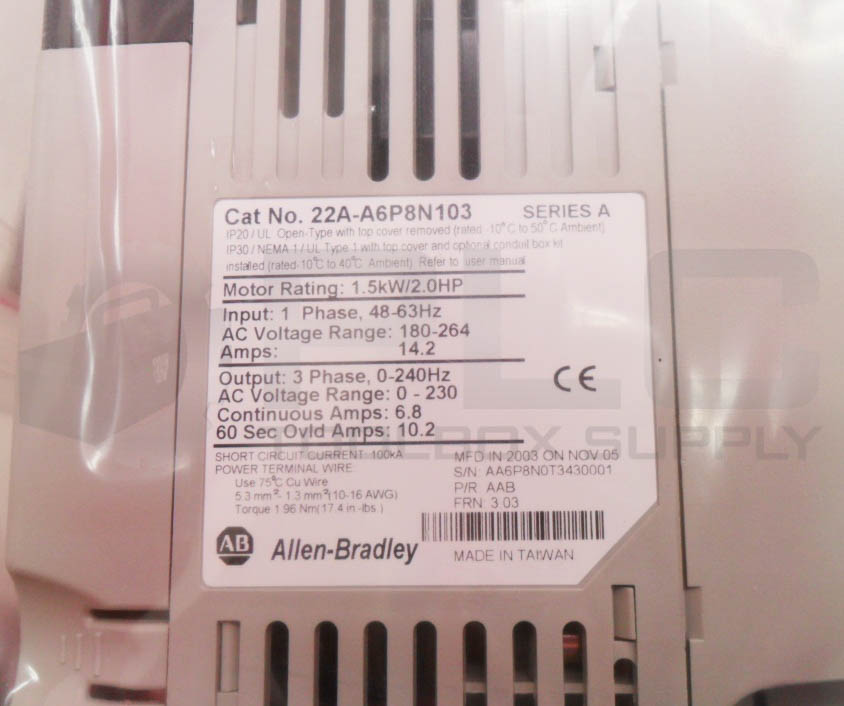 Cat No. 22A-A6P8N103 SERIES A
IP20 / UL Open-Type with top cover removed (rated -10°C to 50°C Ambient)
IP30 / NEMA 1 / UL Type 1 with top cover and optional conduit box kit
installed (rated-10°C to 40°C Ambient) Refer to user manual
Motor Rating: 1.5kW/2.0HP
Input: 1 Phase, 48-63Hz
AC Voltage Range: 180-264
Amps: 14.2
Output: 3 Phase, 0-240Hz
AC Voltage Range: 0 - 230
Continuous Amps: 6.8
60 Sec Ovld Amps: 10.2
CE
SHORT CIRCUIT CURRENT: 100kA
POWER TERMINAL WIRE:
Use 75°C Cu Wire
5.3 mm²- 1.3 mm²(10-16 AWG)
Torque 1.96 Nm(17.4 in -lbs.)
MFD IN 2003 ON NOV 05
S/N: AA6P8N0T3430001
P/R AAB
FRN: 3.03
AB Allen-Bradley
MADE IN TAIWAN
PLC
TOOLBOX SUPPLY